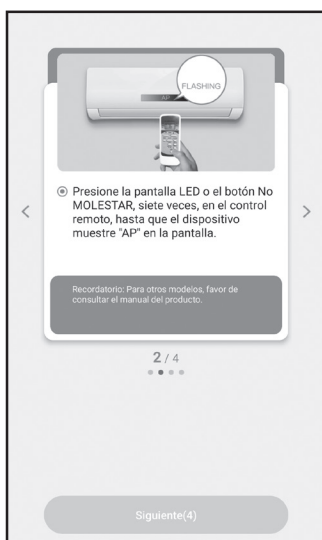 FLASHING
AP
Presione la pantalla LED o el botón No
MOLESTAR, siete veces, en el control
remoto, hasta que el dispositivo
muestre "AP" en la pantalla.
Recordatorio: Para otros modelos, favor de
consultar el manual del producto.
2 / 4
Siguiente(4)